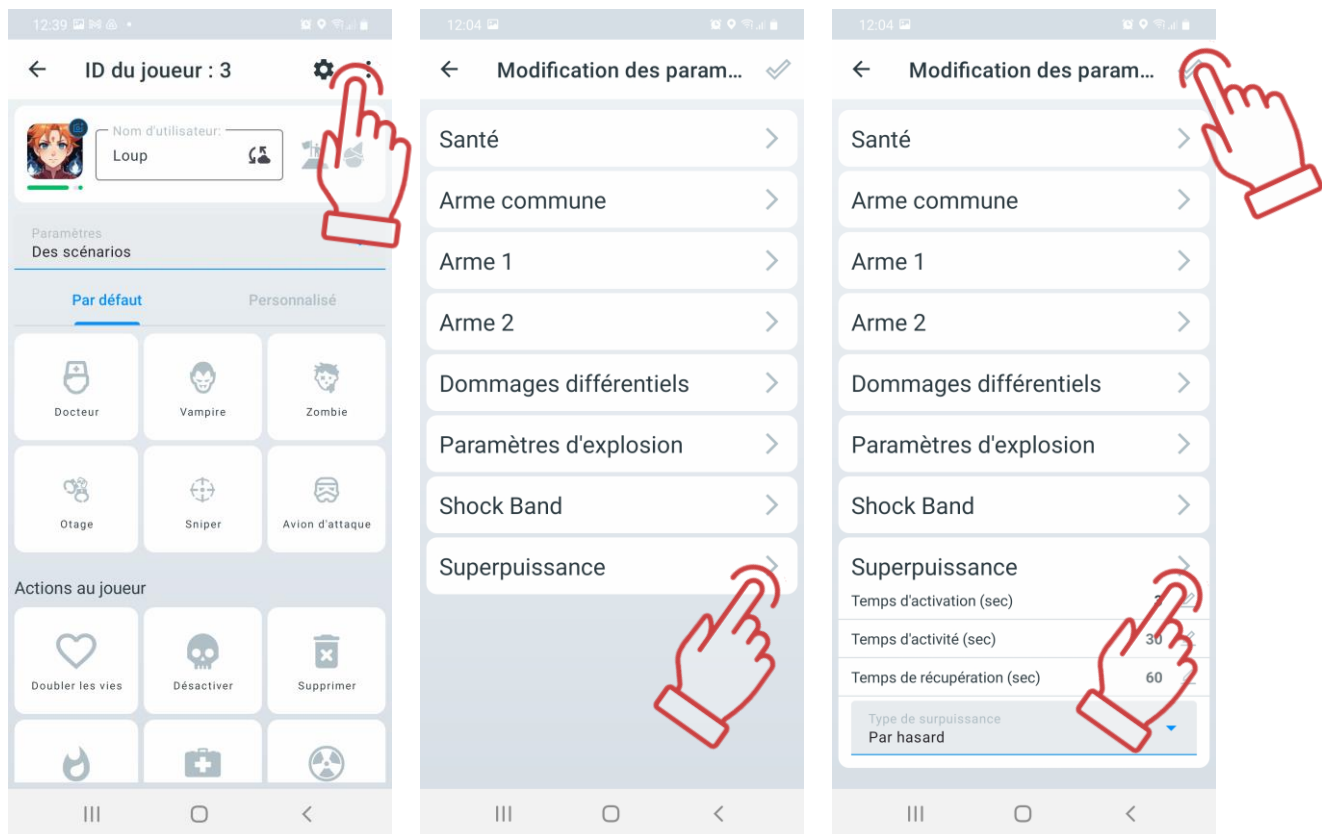 12:39
ID du joueur : 3
Nom d'utilisateur:
Loup
Paramètres
Des scénarios
Par défaut
Personnalisé
Docteur
Vampire
Zombie
Otage
Sniper
Avion d'attaque
Actions au joueur
Doubler les vies
Désactiver
Supprimer
12:04
Modification des param...
Santé
Arme commune
Arme 1
Arme 2
Dommages différentiels
Paramètres d'explosion
Shock Band
Superpuissance
12:04
Modification des param...
Santé
Arme commune
Arme 1
Arme 2
Dommages différentiels
Paramètres d'explosion
Shock Band
Superpuissance
Temps d'activation (sec)
Temps d'activité (sec) 30
Temps de récupération (sec) 60
Type de surpuissance
Par hasard